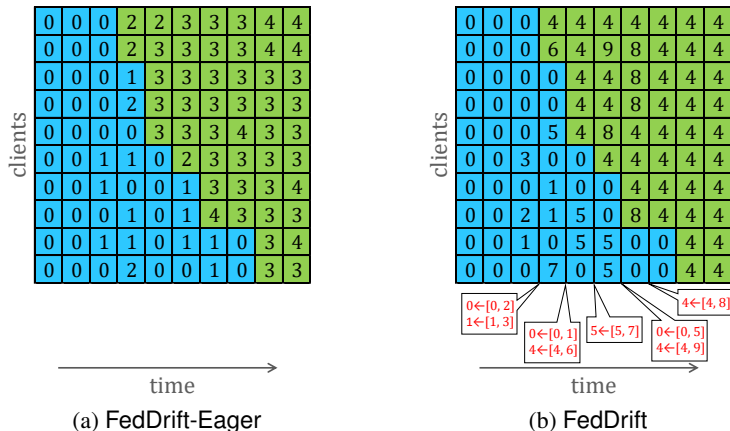 clients
0 0 0 2 2 3 3 3 4 4
0 0 0 2 3 3 3 3 4 4
0 0 0 1 3 3 3 3 3 3
0 0 0 2 3 3 3 3 3 3
0 0 0 0 3 3 3 4 3 3
0 0 1 1 0 2 3 3 3 3
0 0 1 0 0 1 3 3 3 4
0 0 0 1 0 1 4 3 3 3
0 0 1 1 0 1 1 0 3 4
0 0 0 2 0 0 1 0 3 3
time
(a) FedDrift-Eager
clients
0 0 0 4 4 4 4 4 4 4
0 0 0 6 4 9 8 4 4 4
0 0 0 0 4 4 8 4 4 4
0 0 0 0 4 4 8 4 4 4
0 0 0 5 4 8 4 4 4 4
0 0 3 0 0 4 4 4 4 4
0 0 0 1 0 0 4 4 4 4
0 0 2 1 5 0 8 4 4 4
0 0 1 0 5 5 0 0 4 4
0 0 0 7 0 5 0 0 4 4
0←[0, 2]
1←[1, 3]
0←[0, 1]
4←[4, 6]
5←[5, 7]
0←[0, 5]
4←[4, 9]
4←[4, 8]
time
(b) FedDrift